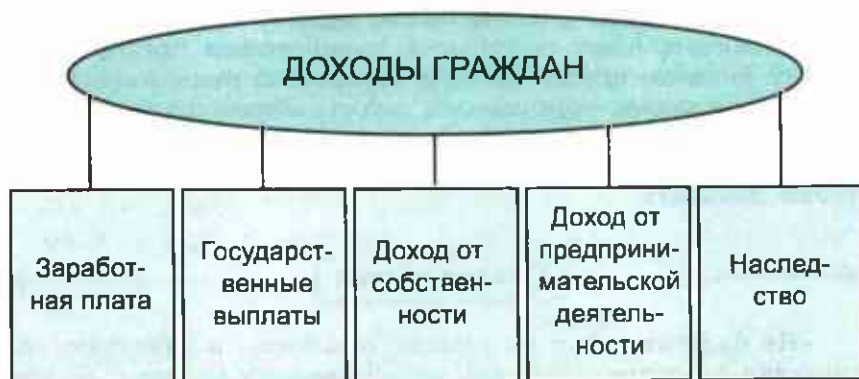 ДОХОДЫ ГРАЖДАН
Заработ-
ная плата
Государст-
венные
выплаты
Доход от
собствен-
ности
Доход от
предприни-
мательской
деятель-
ности
Наслед-
ство